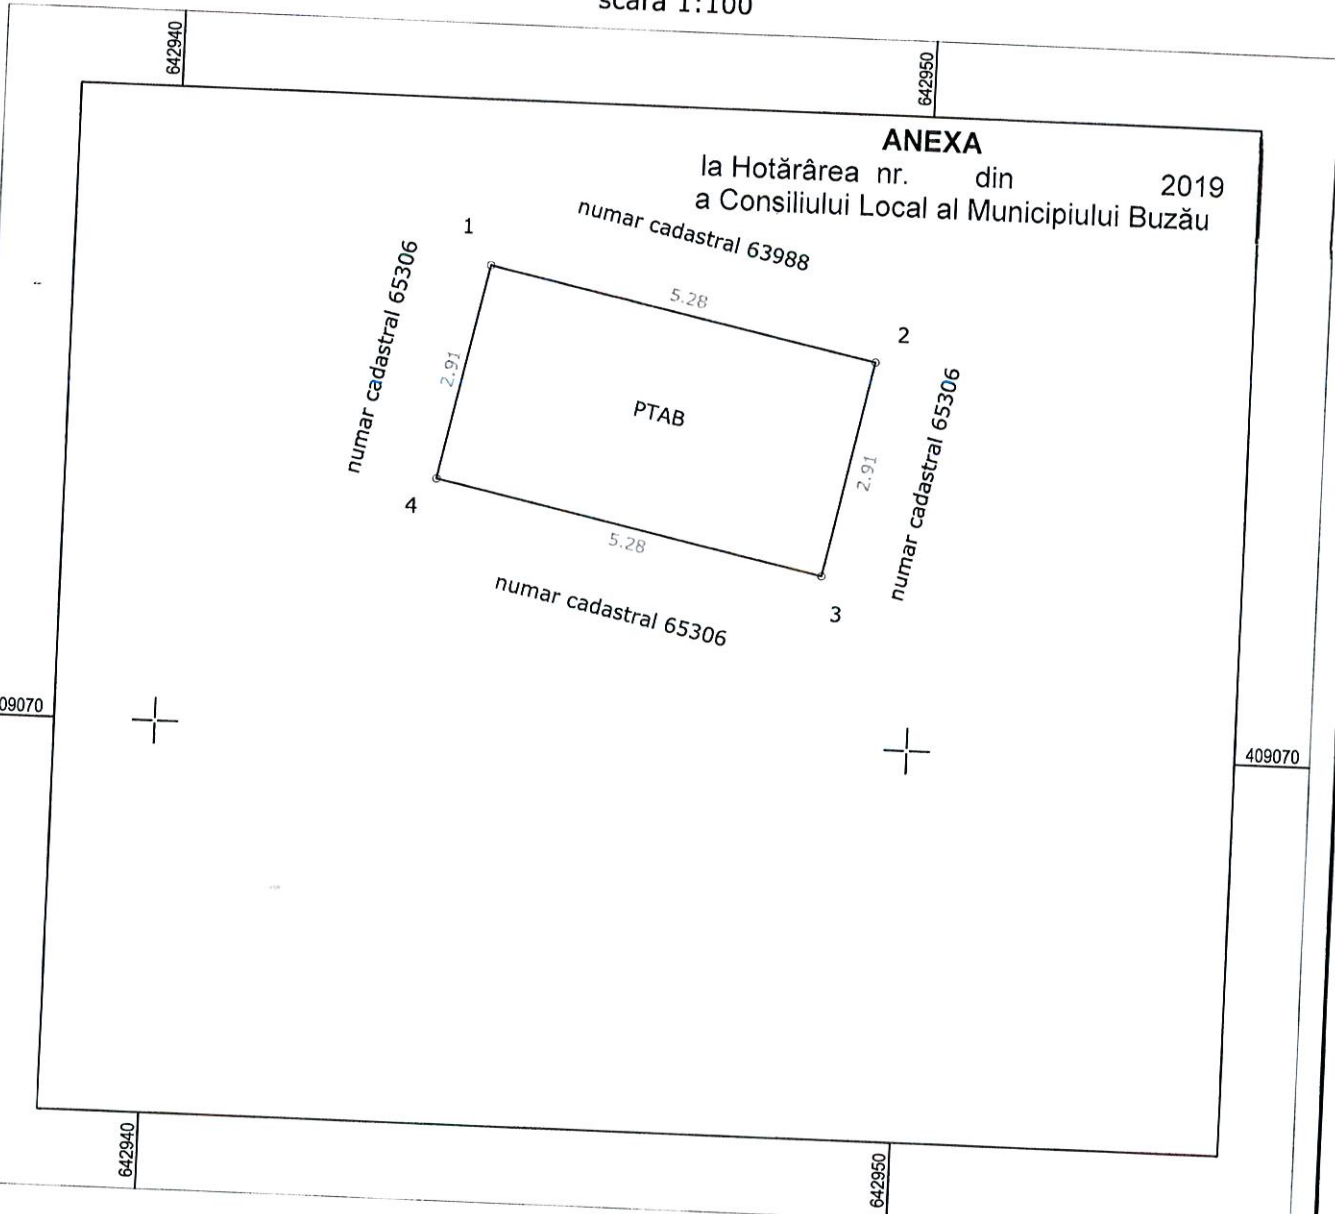 scara 1:100
642940
642950
ANEXA
la Hotărârea nr. din 2019
a Consiliului Local al Municipiului Buzău
numar cadastral 63988
1
5.28
2
numar cadastral 65306
2.91
PTAB
2.91
numar cadastral 65306
4
5.28
3
numar cadastral 65306
09070
409070
642940
642950